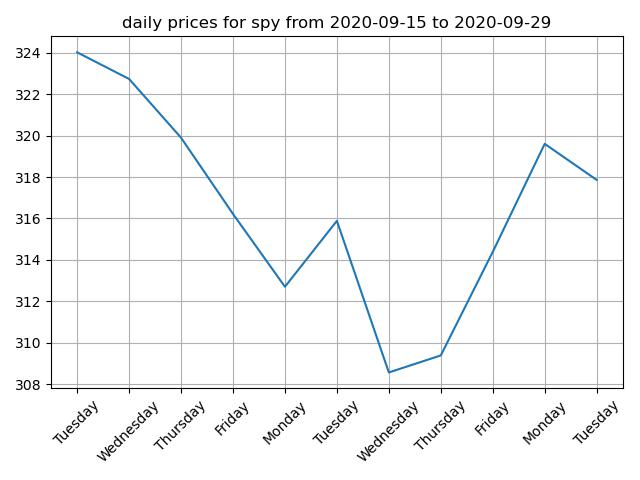 daily prices for spy from 2020-09-15 to 2020-09-29
324
322
320
318
316
314
312
310
308
Tuesday
Wednesday
Thursday
Friday
Monday
Tuesday
Wednesday
Thursday
Friday
Monday
Tuesday